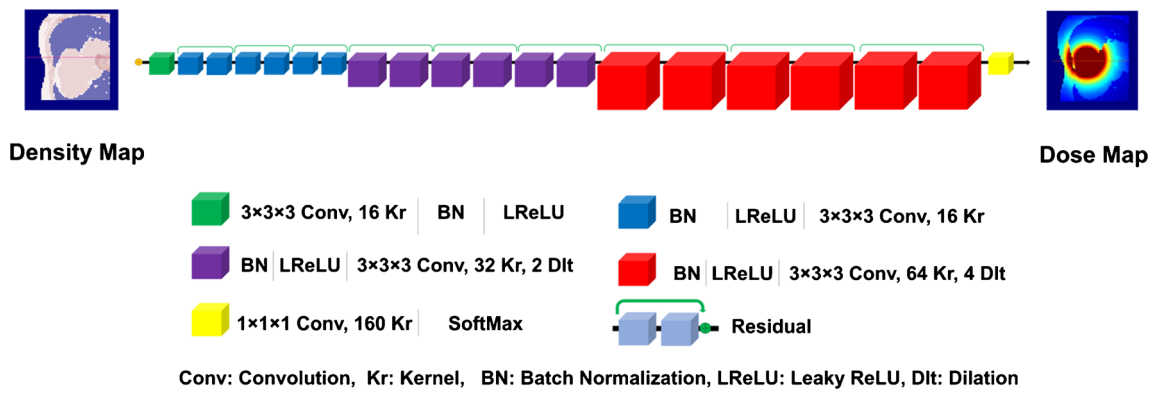 Density Map
Dose Map
3×3×3 Conv, 16 Kr BN LReLU
BN LReLU 3×3×3 Conv, 16 Kr
BN LReLU 3×3×3 Conv, 32 Kr, 2 Dlt
BN LReLU 3×3×3 Conv, 64 Kr, 4 Dlt
1×1×1 Conv, 160 Kr SoftMax
Residual
Conv: Convolution, Kr: Kernel, BN: Batch Normalization, LReLU: Leaky ReLU, Dlt: Dilation